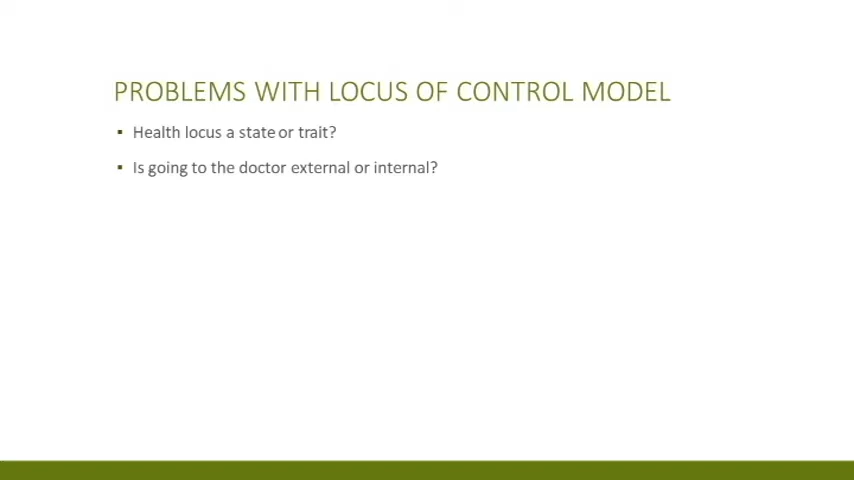 PROBLEMS WITH LOCUS OF CONTROL MODEL
▪ Health locus a state or trait?
▪ Is going to the doctor external or internal?